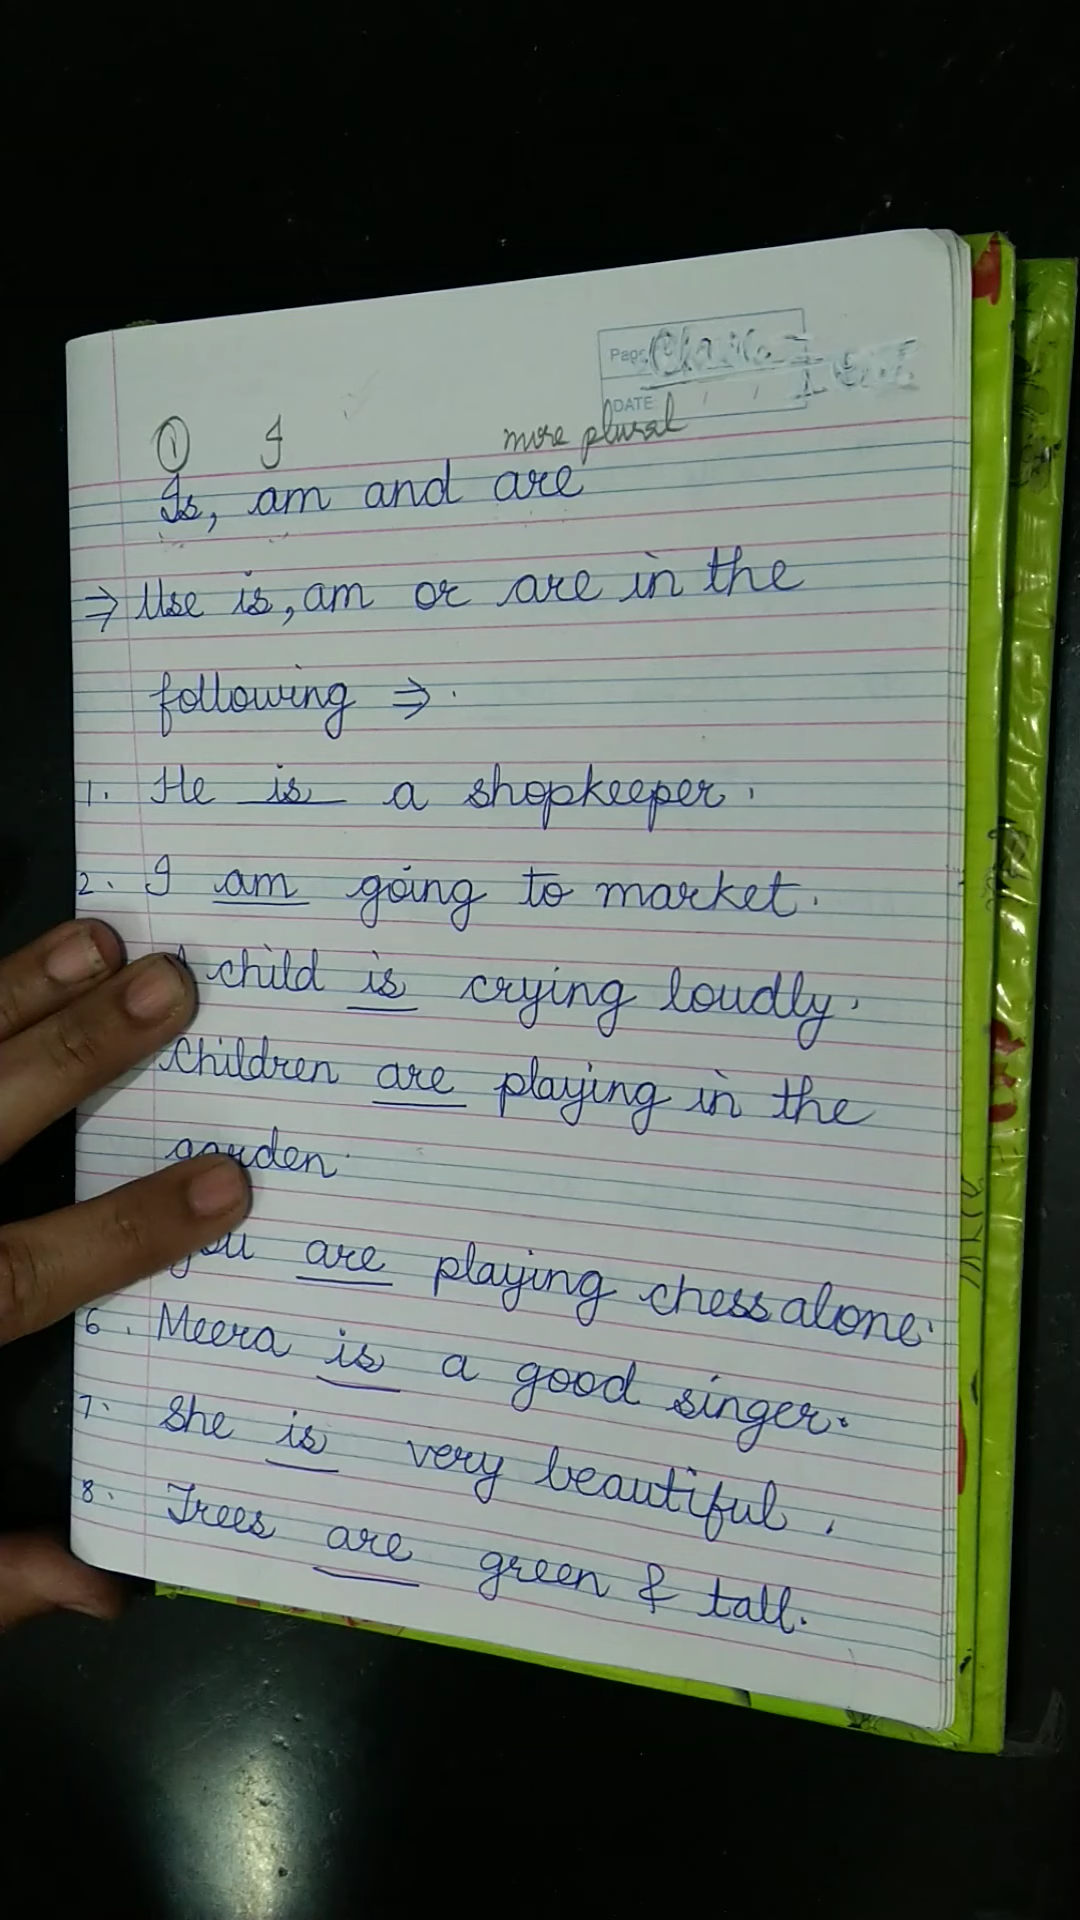 Page
DATE / /
① I more plural
Is, am and are
⇒ Use is, am or are in the
following ⇒.
1. He is a shopkeeper.
2. I am going to market.
child is crying loudly.
Children are playing in the
garden.
you are playing chess alone.
6. Meera is a good singer.
7. She is very beautiful.
8. Trees are green & tall.